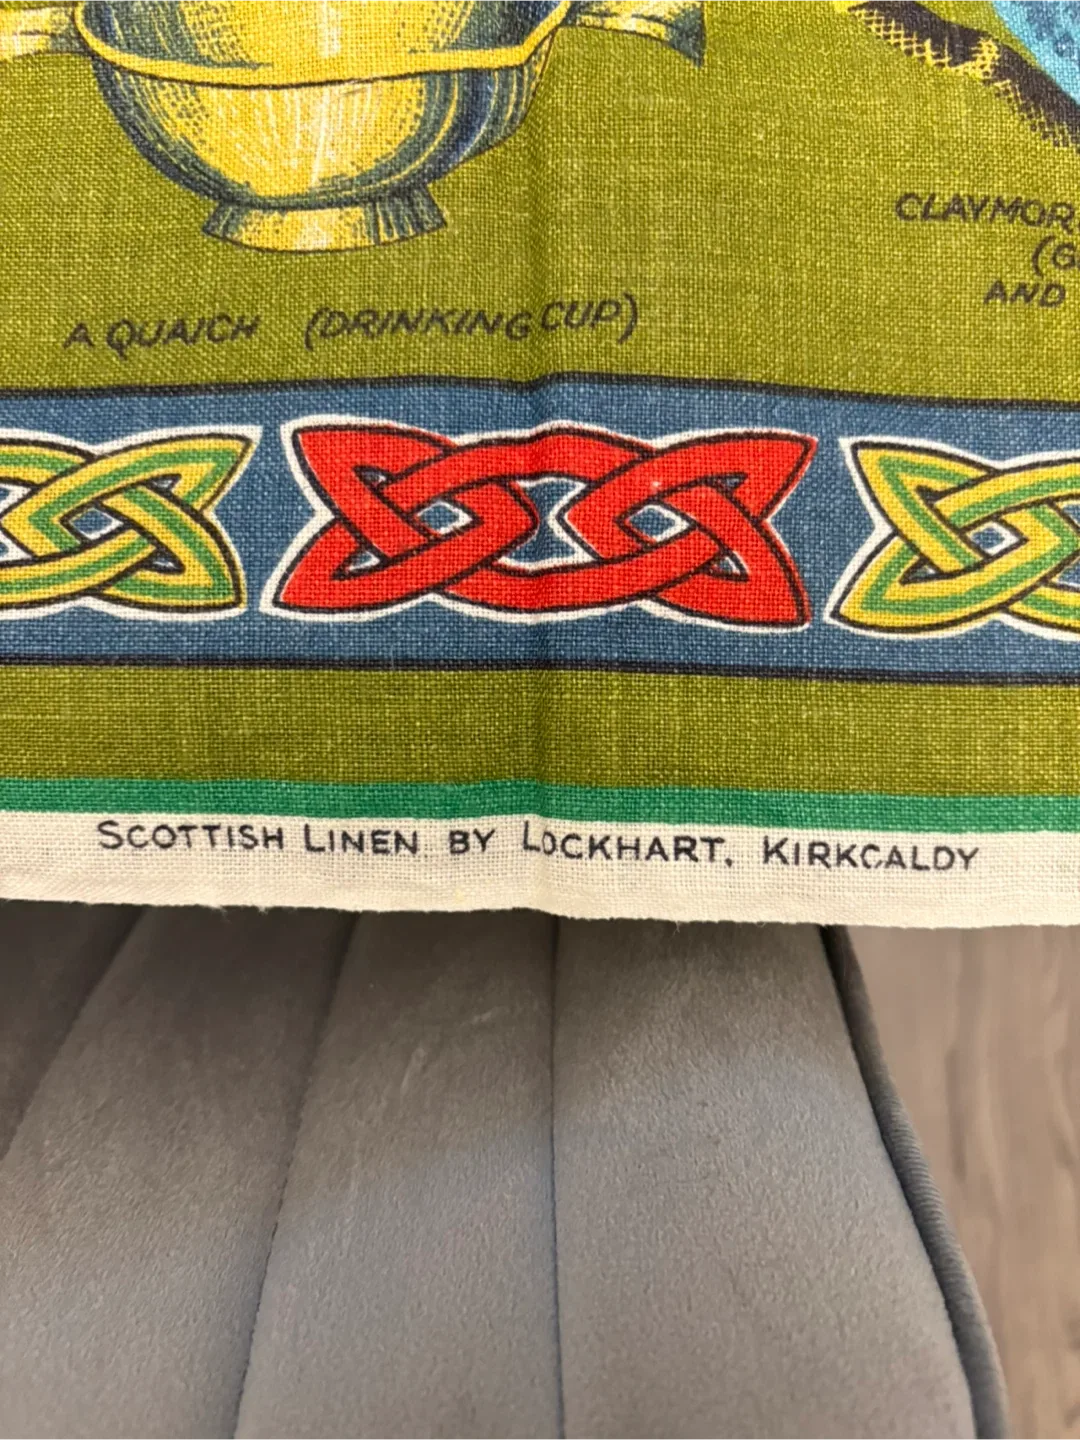 CLAYMOR
(G
AND
A QUAICH (DRINKING CUP)
SCOTTISH LINEN BY LOCKHART, KIRKCALDY